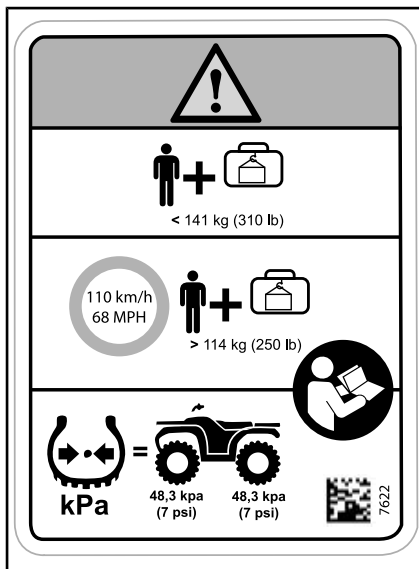 !
< 141 kg (310 lb)
110 km/h
68 MPH
> 114 kg (250 lb)
=
kPa
48,3 kpa
(7 psi)
48,3 kpa
(7 psi)
7622